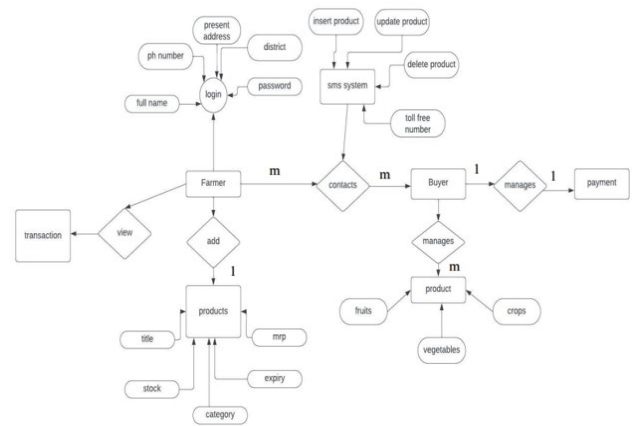 present
address
insert product
update product
ph number
district
delete product
login
sms system
password
full name
toll free
number
m
l
Farmer
contacts
m
Buyer
manages
l
payment
transaction
view
add
manages
l
m
products
product
title
mrp
fruits
crops
stock
expiry
vegetables
category